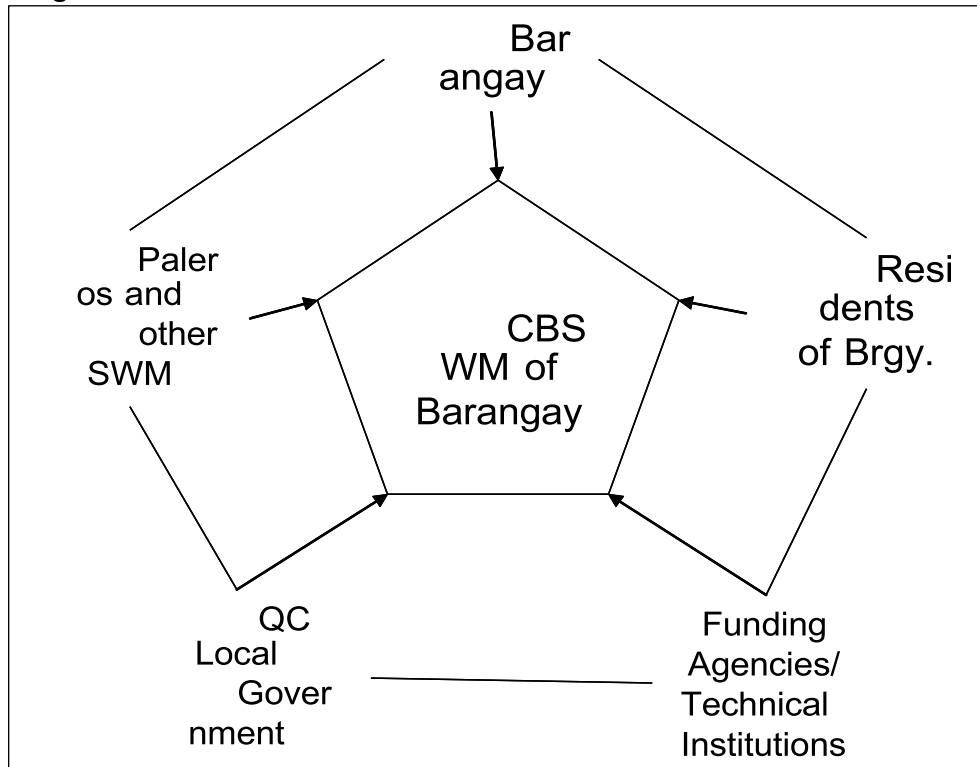 Bar
angay
Paler
os and
other
SWM
Resi
dents
of Brgy.
CBS
WM of
Barangay
QC
Local
Gover
nment
Funding
Agencies/
Technical
Institutions